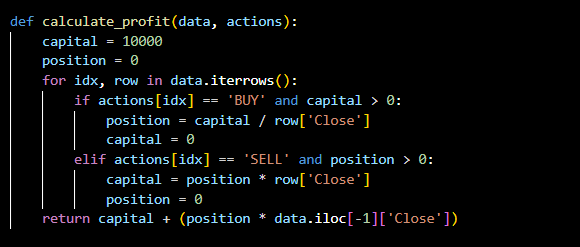 def calculate_profit(data, actions):
    capital = 10000
    position = 0
    for idx, row in data.iterrows():
        if actions[idx] == 'BUY' and capital > 0:
            position = capital / row['Close']
            capital = 0
        elif actions[idx] == 'SELL' and position > 0:
            capital = position * row['Close']
            position = 0
    return capital + (position * data.iloc[-1]['Close'])